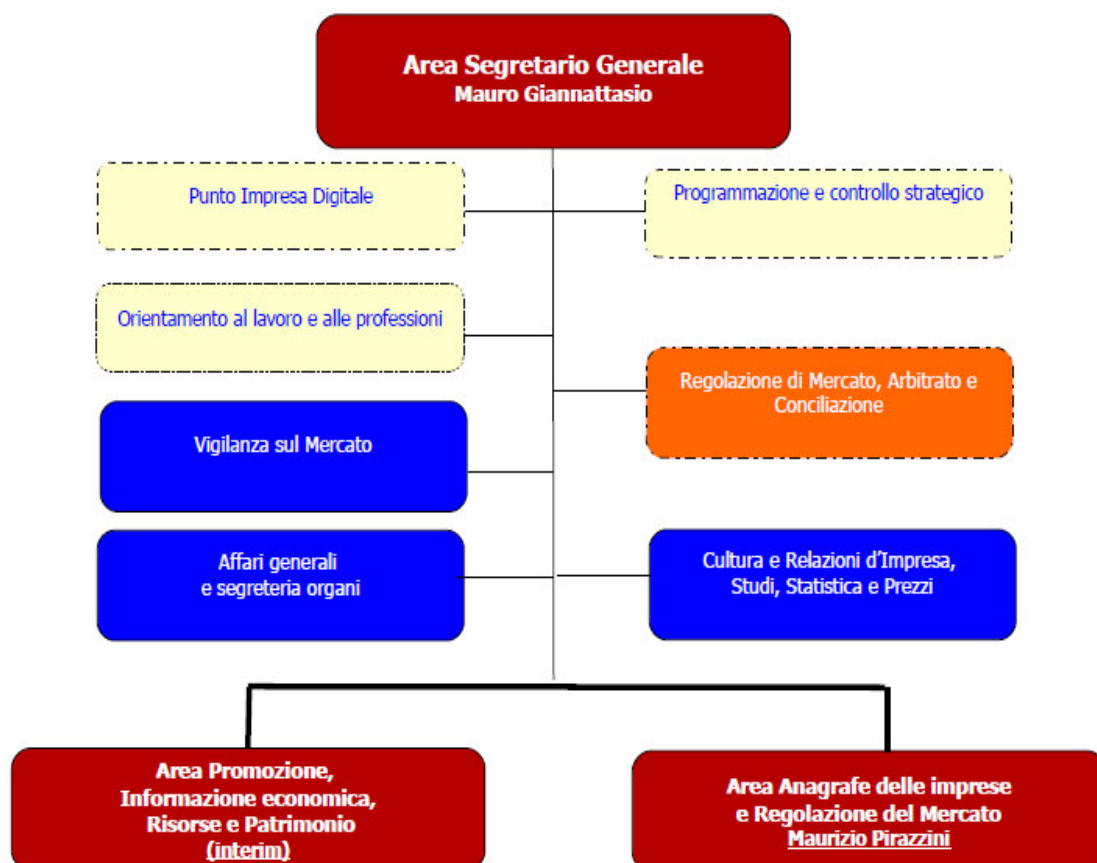 Area Segretario Generale
Mauro Giannattasio
Punto Impresa Digitale
Programmazione e controllo strategico
Orientamento al lavoro e alle professioni
Regolazione di Mercato, Arbitrato e
Conciliazione
Vigilanza sul Mercato
Affari generali
e segreteria organi
Cultura e Relazioni d'Impresa,
Studi, Statistica e Prezzi
Area Promozione,
Informazione economica,
Risorse e Patrimonio
(interim)
Area Anagrafe delle imprese
e Regolazione del Mercato
Maurizio Pirazzini